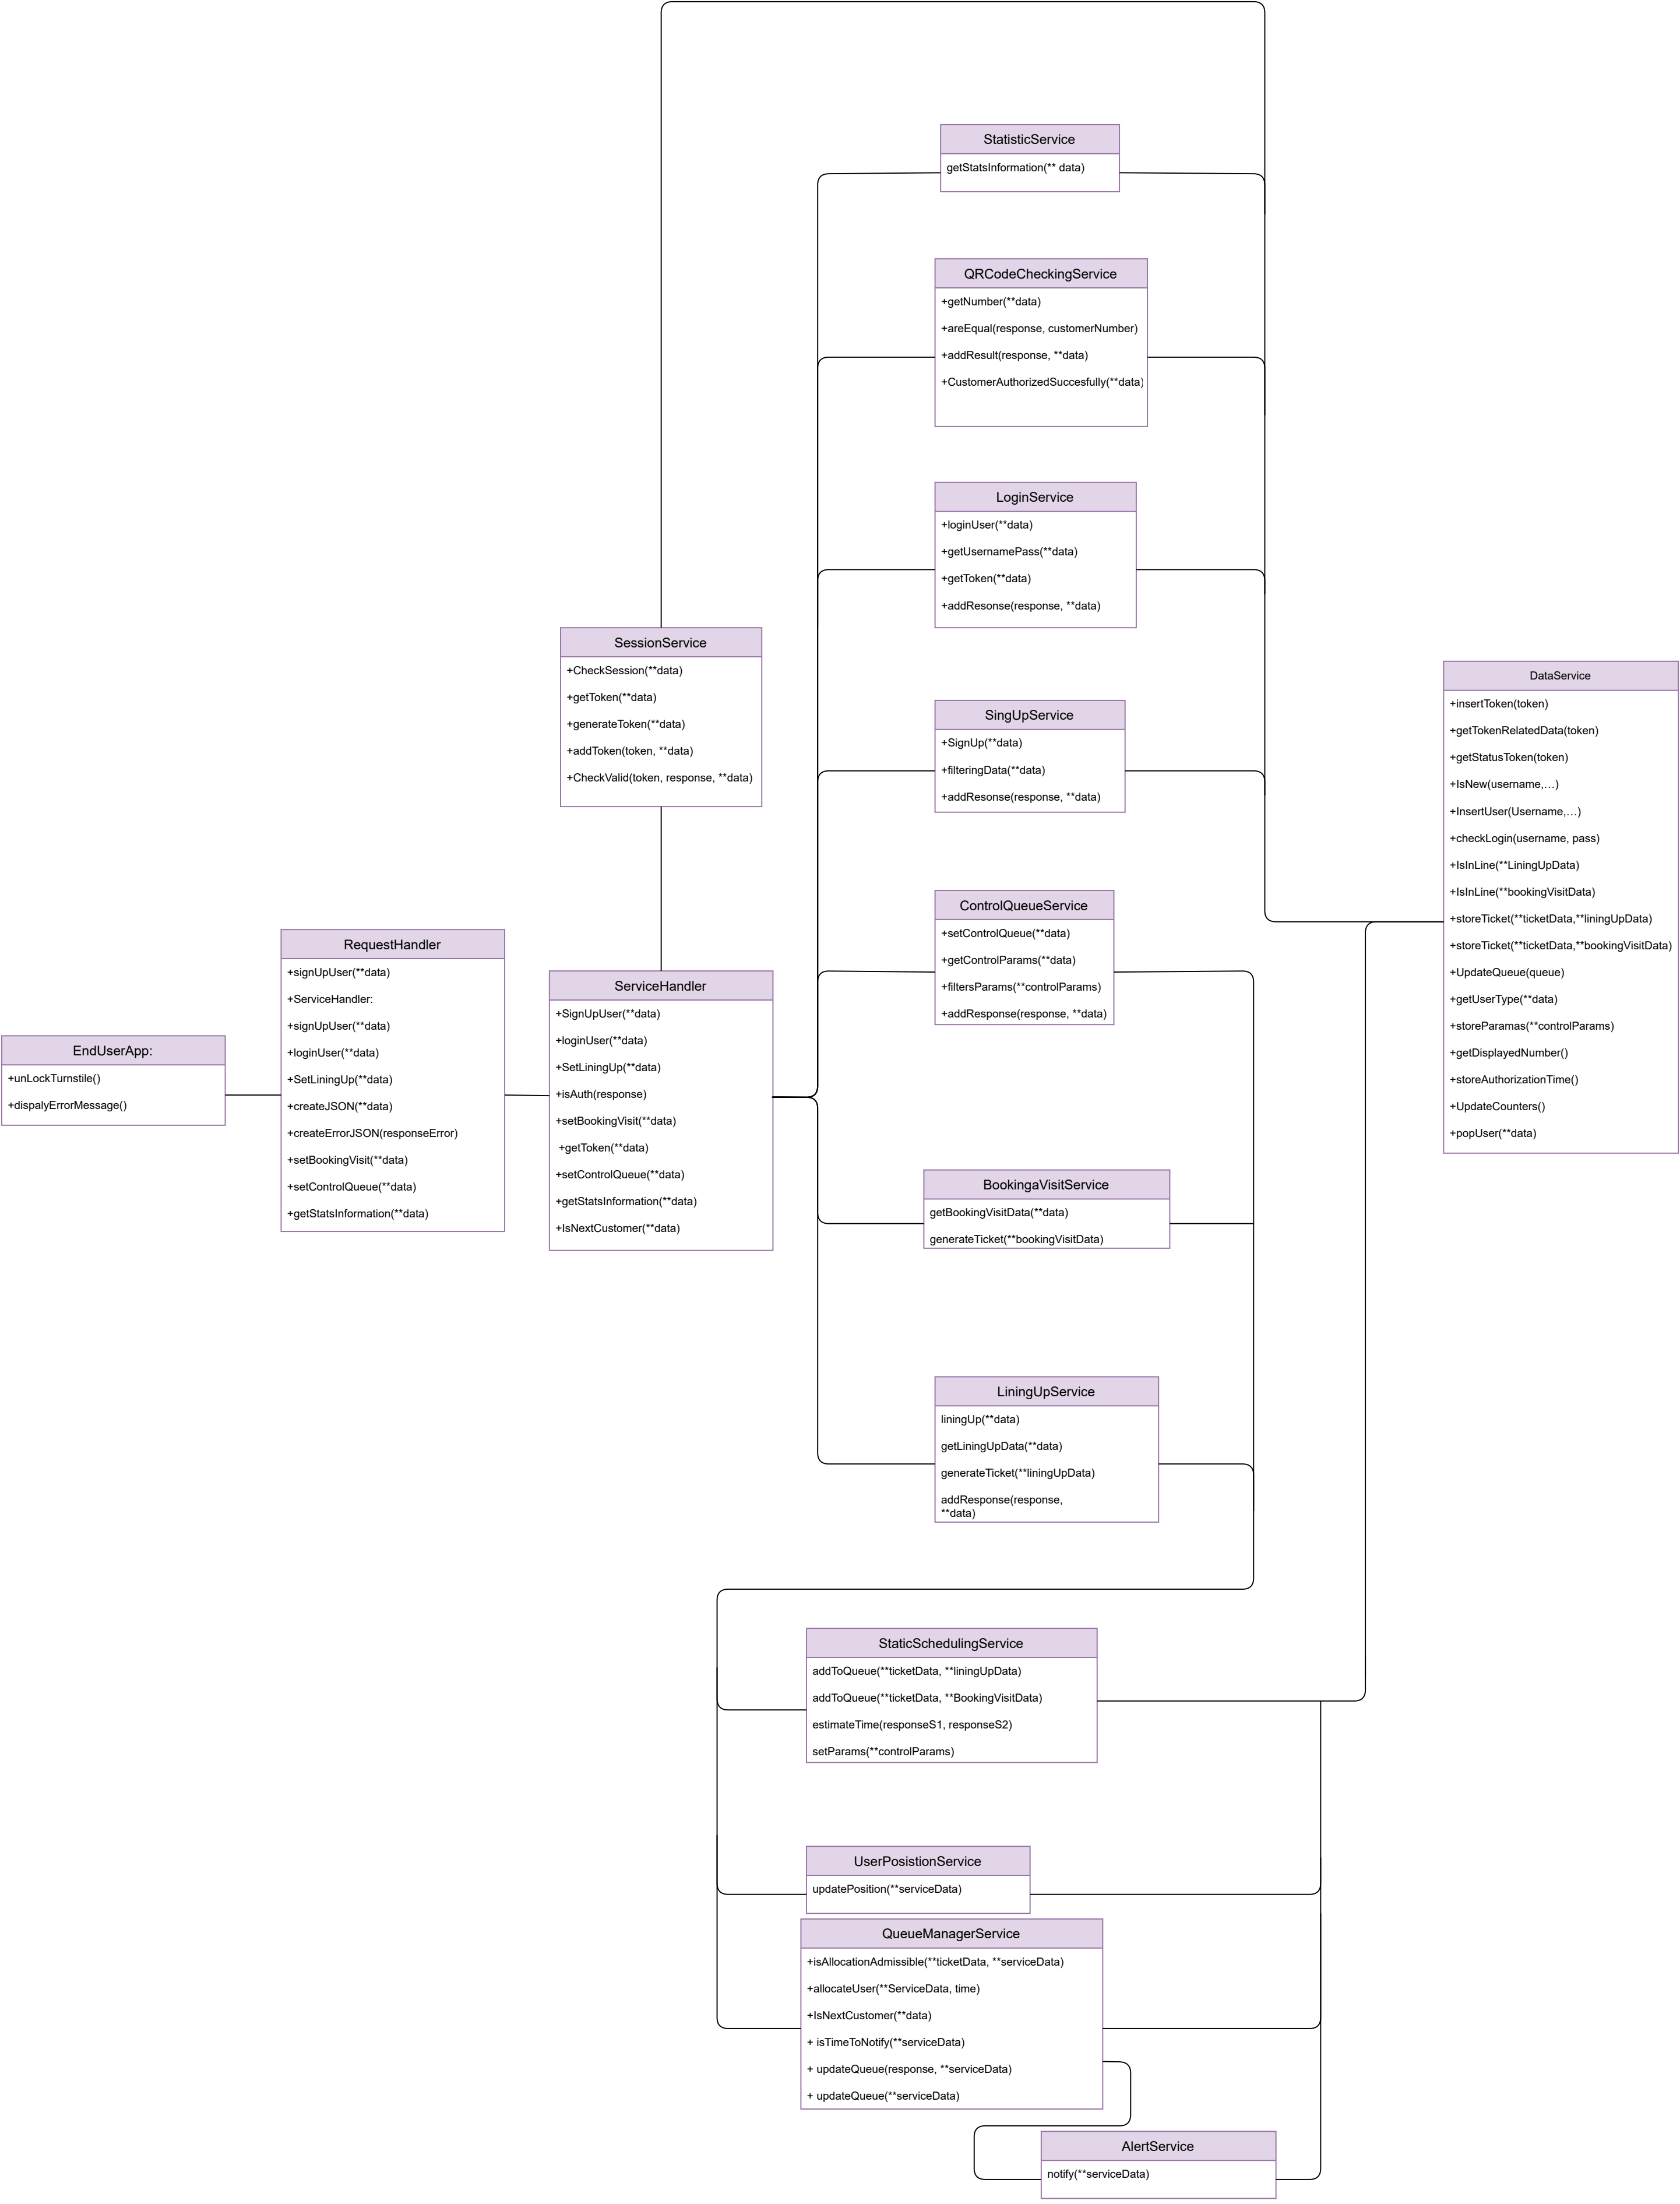 StatisticService
getStatsInformation(** data)
QRCodeCheckingService
+getNumber(**data)
+areEqual(response, customerNumber)
+addResult(response, **data)
+CustomerAuthorizedSuccesfully(**data)
LoginService
+loginUser(**data)
+getUsernamePass(**data)
+getToken(**data)
+addResonse(response, **data)
SessionService
+CheckSession(**data)
+getToken(**data)
+generateToken(**data)
+addToken(token, **data)
+CheckValid(token, response, **data)
SingUpService
+SignUp(**data)
+filteringData(**data)
+addResonse(response, **data)
DataService
+insertToken(token)
+getTokenRelatedData(token)
+getStatusToken(token)
+IsNew(username,…)
+InsertUser(Username,…)
+checkLogin(username, pass)
+IsInLine(**LiningUpData)
+IsInLine(**bookingVisitData)
+storeTicket(**ticketData,**liningUpData)
+storeTicket(**ticketData,**bookingVisitData)
+UpdateQueue(queue)
+getUserType(**data)
+storeParamas(**controlParams)
+getDisplayedNumber()
+storeAuthorizationTime()
+UpdateCounters()
+popUser(**data)
ControlQueueService
+setControlQueue(**data)
+getControlParams(**data)
+filtersParams(**controlParams)
+addResponse(response, **data)
RequestHandler
+signUpUser(**data)
+ServiceHandler:
+signUpUser(**data)
+loginUser(**data)
+SetLiningUp(**data)
+createJSON(**data)
+createErrorJSON(responseError)
+setBookingVisit(**data)
+setControlQueue(**data)
+getStatsInformation(**data)
ServiceHandler
+SignUpUser(**data)
+loginUser(**data)
+SetLiningUp(**data)
+isAuth(response)
+setBookingVisit(**data)
+getToken(**data)
+setControlQueue(**data)
+getStatsInformation(**data)
+IsNextCustomer(**data)
EndUserApp:
+unLockTurnstile()
+dispalyErrorMessage()
BookingaVisitService
getBookingVisitData(**data)
generateTicket(**bookingVisitData)
LiningUpService
liningUp(**data)
getLiningUpData(**data)
generateTicket(**liningUpData)
addResponse(response,
**data)
StaticSchedulingService
addToQueue(**ticketData, **liningUpData)
addToQueue(**ticketData, **BookingVisitData)
estimateTime(responseS1, responseS2)
setParams(**controlParams)
UserPosistionService
updatePosition(**serviceData)
QueueManagerService
+isAllocationAdmissible(**ticketData, **serviceData)
+allocateUser(**ServiceData, time)
+IsNextCustomer(**data)
+ isTimeToNotify(**serviceData)
+ updateQueue(response, **serviceData)
+ updateQueue(**serviceData)
AlertService
notify(**serviceData)